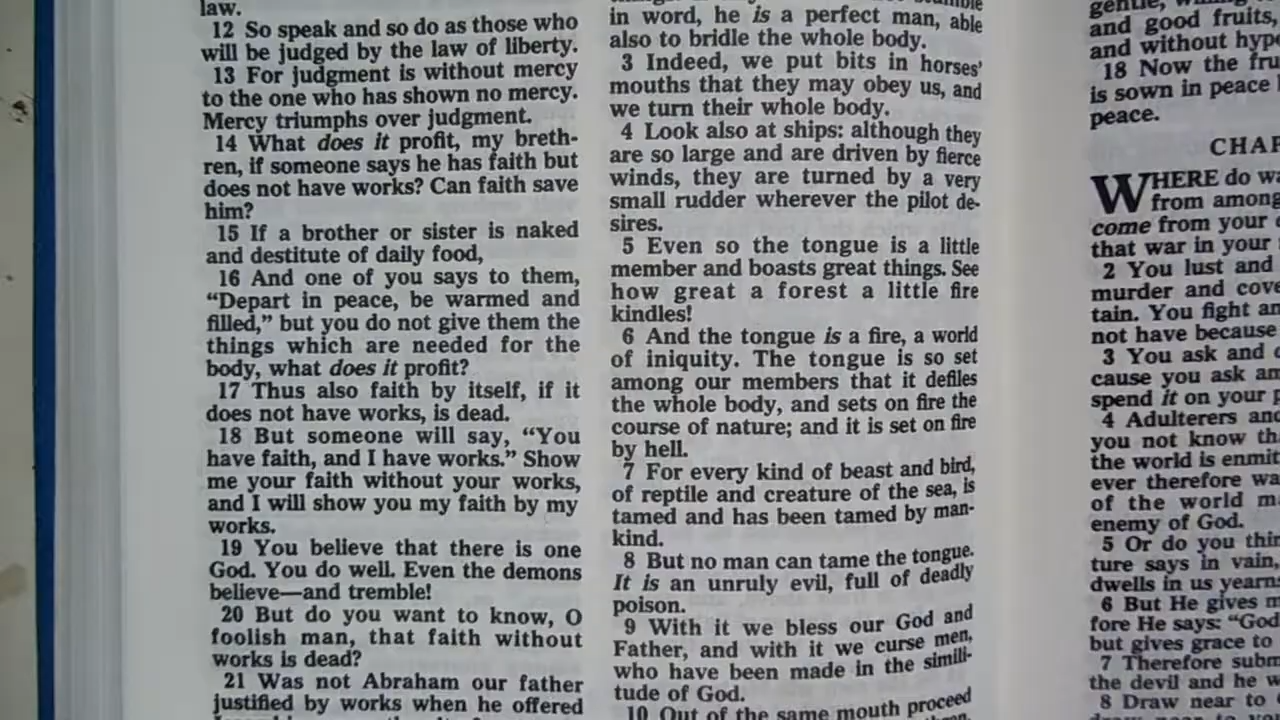 law.
12 So speak and so do as those who
will be judged by the law of liberty.
13 For judgment is without mercy
to the one who has shown no mercy.
Mercy triumphs over judgment.
14 What does it profit, my breth-
ren, if someone says he has faith but
does not have works? Can faith save
him?
15 If a brother or sister is naked
and destitute of daily food,
16 And one of you says to them,
“Depart in peace, be warmed and
filled,” but you do not give them the
things which are needed for the
body, what does it profit?
17 Thus also faith by itself, if it
does not have works, is dead.
18 But someone will say, “You
have faith, and I have works.” Show
me your faith without your works,
and I will show you my faith by my
works.
19 You believe that there is one
God. You do well. Even the demons
believe—and tremble!
20 But do you want to know, O
foolish man, that faith without
works is dead?
21 Was not Abraham our father
justified by works when he offered
in word, he is a perfect man, able
also to bridle the whole body.
3 Indeed, we put bits in horses'
mouths that they may obey us, and
we turn their whole body.
4 Look also at ships: although they
are so large and are driven by fierce
winds, they are turned by a very
small rudder wherever the pilot de-
sires.
5 Even so the tongue is a little
member and boasts great things. See
how great a forest a little fire
kindles!
6 And the tongue is a fire, a world
of iniquity. The tongue is so set
among our members that it defiles
the whole body, and sets on fire the
course of nature; and it is set on fire
by hell.
7 For every kind of beast and bird,
of reptile and creature of the sea, is
tamed and has been tamed by man-
kind.
8 But no man can tame the tongue.
It is an unruly evil, full of deadly
poison.
9 With it we bless our God and
Father, and with it we curse men,
who have been made in the simili-
tude of God.
10 Out of the same mouth proceed
gentle,
and good fruits,
and without hyp
18 Now the fru
is sown in peace
peace.
CHAP
WHERE do wa
from among
come from your
that war in your
2 You lust and
murder and cove
tain. You fight an
not have because
3 You ask and
cause you ask am
spend it on your p
4 Adulterers and
you not know th
the world is enmit
ever therefore wa
of the world m
enemy of God.
5 Or do you thin
ture says in vain,
dwells in us yearn
6 But He gives m
fore He says: “God
but gives grace to
7 Therefore subm
the devil and he w
8 Draw near to